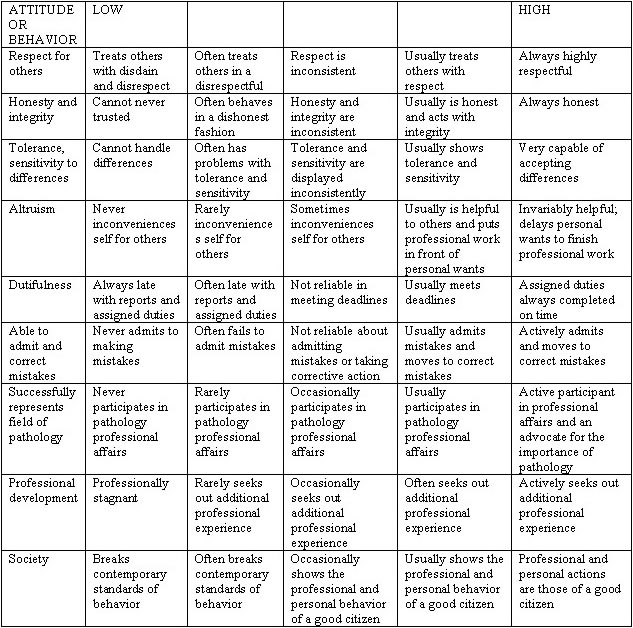 ATTITUDE
OR
BEHAVIOR
LOW
HIGH
Respect for
others
Treats others
with disdain
and disrespect
Often treats
others in a
disrespectful
Respect is
inconsistent
Usually treats
others with
respect
Always highly
respectful
Honesty and
integrity
Cannot never
trusted
Often behaves
in a dishonest
fashion
Honesty and
integrity are
inconsistent
Usually is honest
and acts with
integrity
Always honest
Tolerance,
sensitivity to
differences
Cannot handle
differences
Often has
problems with
tolerance and
sensitivity
Tolerance and
sensitivity are
displayed
inconsistently
Usually shows
tolerance and
sensitivity
Very capable of
accepting
differences
Altruism
Never
inconveniences
self for others
Rarely
inconvenience
s self for
others
Sometimes
inconveniences
self for others
Usually is helpful
to others and puts
professional work
in front of
personal wants
Invariably helpful;
delays personal
wants to finish
professional work
Dutifulness
Always late
with reports and
assigned duties
Often late with
reports and
assigned duties
Not reliable in
meeting deadlines
Usually meets
deadlines
Assigned duties
always completed
on time
Able to
admit and
correct
mistakes
Never admits to
making
mistakes
Often fails to
admit mistakes
Not reliable about
admitting
mistakes or taking
corrective action
Usually admits
mistakes and
moves to correct
mistakes
Actively admits
and moves to
correct mistakes
Successfully
represents
field of
pathology
Never
participates in
pathology
professional
affairs
Rarely
participates in
pathology
professional
affairs
Occasionally
participates in
pathology
professional
affairs
Usually
participates in
pathology
professional
affairs
Active participant
in professional
affairs and an
advocate for the
importance of
pathology
Professional
development
Professionally
stagnant
Rarely seeks
out additional
professional
experience
Occasionally
seeks out
additional
professional
experience
Often seeks out
additional
professional
experience
Actively seeks out
additional
professional
experience
Society
Breaks
contemporary
standards of
behavior
Often breaks
contemporary
standards of
behavior
Occasionally
shows the
professional and
personal behavior
of a good citizen
Usually shows the
professional and
personal behavior
of a good citizen
Professional and
personal actions
are those of a good
citizen